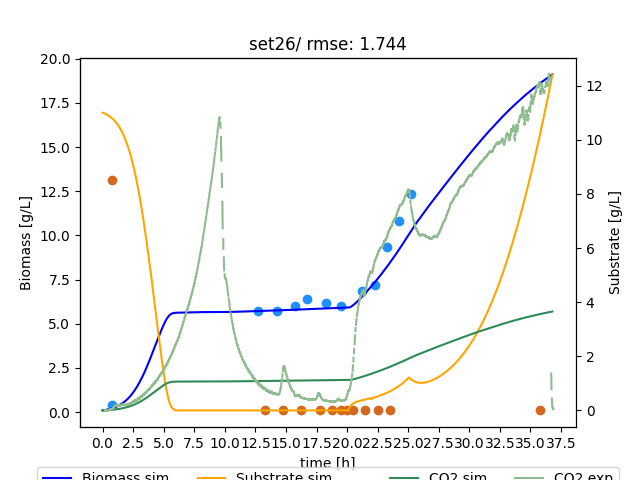 set26/ rmse: 1.744
20.0
17.5
15.0
12.5
10.0
7.5
5.0
2.5
0.0
Biomass [g/L]
12
10
8
6
4
2
0
Substrate [g/L]
0.0 2.5 5.0 7.5 10.0 12.5 15.0 17.5 20.0 22.5 25.0 27.5 30.0 32.5 35.0 37.5
time [h]
Biomass sim Substrate sim CO2 sim CO2 exp